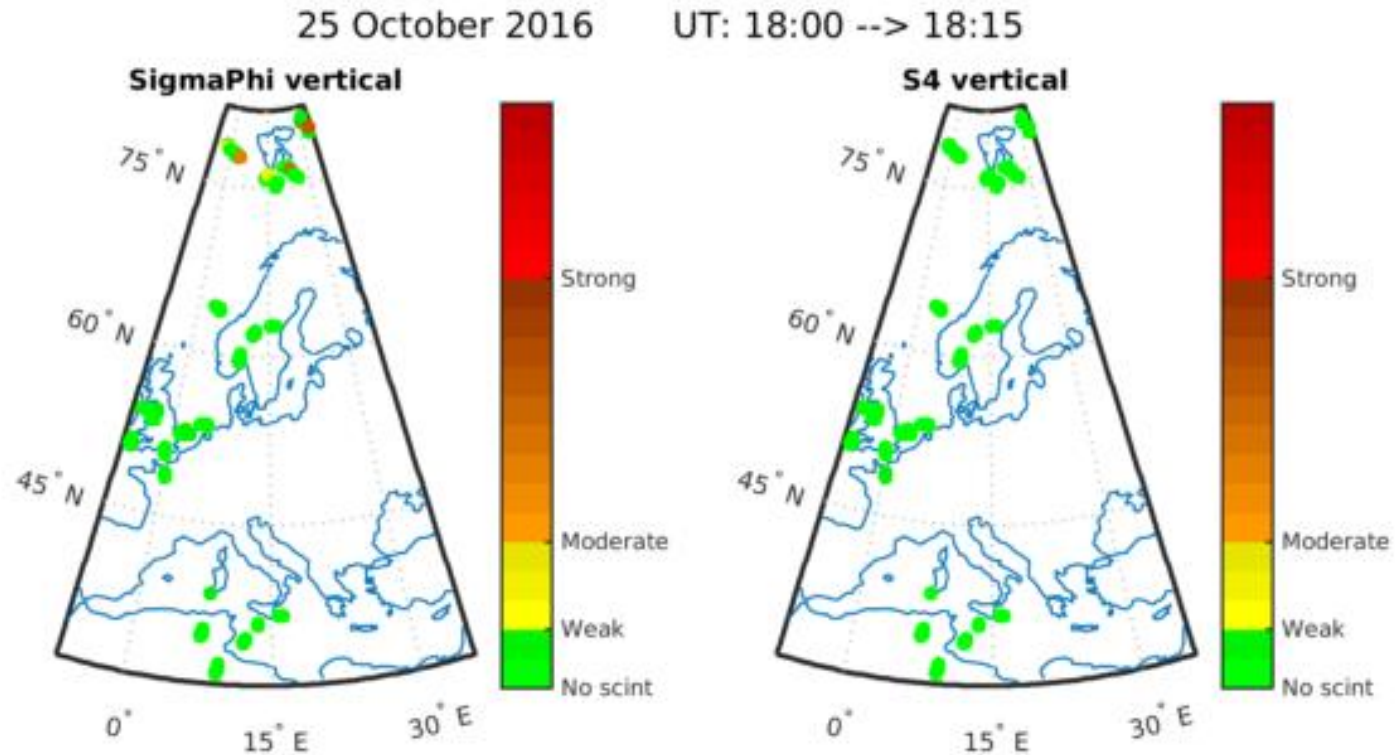 25 October 2016 UT: 18:00 --> 18:15
SigmaPhi vertical
75° N
60° N
45° N
0°
15° E
30° E
Strong
Moderate
Weak
No scint
S4 vertical
75° N
60° N
45° N
0°
15° E
30° E
Strong
Moderate
Weak
No scint